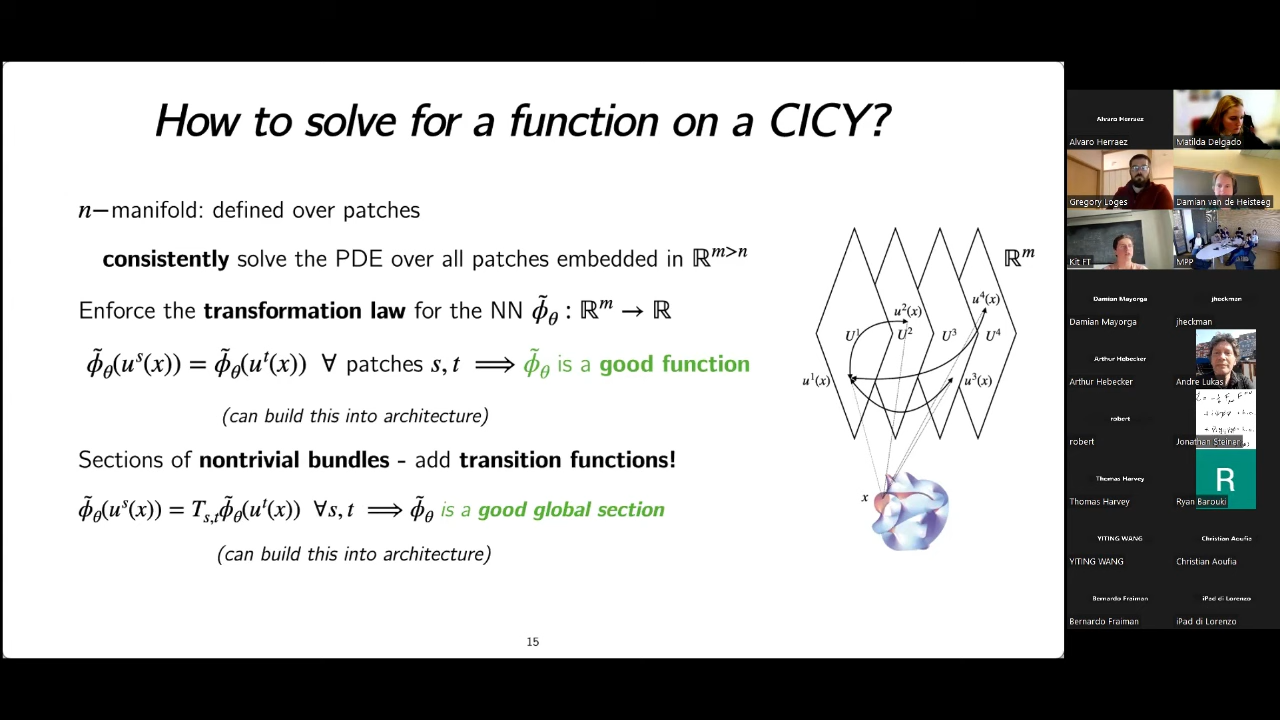 How to solve for a function on a CICY?
n−manifold: defined over patches
consistently solve the PDE over all patches embedded in ℝ^{m>n}
Enforce the transformation law for the NN φ̃_θ : ℝ^m → ℝ
φ̃_θ(u^s(x)) = φ̃_θ(u^t(x)) ∀ patches s, t ⟹ φ̃_θ is a good function
(can build this into architecture)
Sections of nontrivial bundles - add transition functions!
φ̃_θ(u^s(x)) = T_{s,t}φ̃_θ(u^t(x)) ∀s, t ⟹ φ̃_θ is a good global section
(can build this into architecture)
15
ℝ^m
u^4(x)
u^2(x)
U^1
U^2
U^3
U^4
u^1(x)
u^3(x)
x
Alvaro Herraez
Alvaro Herraez
Matilda Delgado
Gregory Loges
Damian van de Heisteeg
Kit FT
MPP
Damian Mayorga
Damian Mayorga
jheckman
jheckman
Arthur Hebecker
Arthur Hebecker
Andre Lukas
robert
robert
Jonathan Steiner
Thomas Harvey
Thomas Harvey
R
Ryan Barouki
YITING WANG
YITING WANG
Christian Aoufia
Christian Aoufia
Bernardo Fraiman
Bernardo Fraiman
iPad di Lorenzo
iPad di Lorenzo